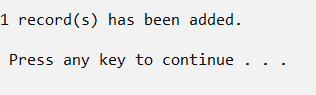 1 record(s) has been added.
Press any key to continue . . .